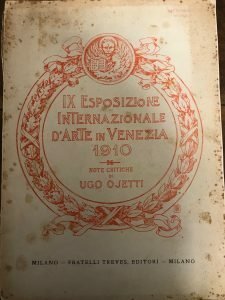 IX ESPOSIZIONE
INTERNAZIONALE
D'ARTE IN VENEZIA
1910
NOTE CRITICHE
DI
UGO OJETTI
MILANO — FRATELLI TREVES, EDITORI — MILANO